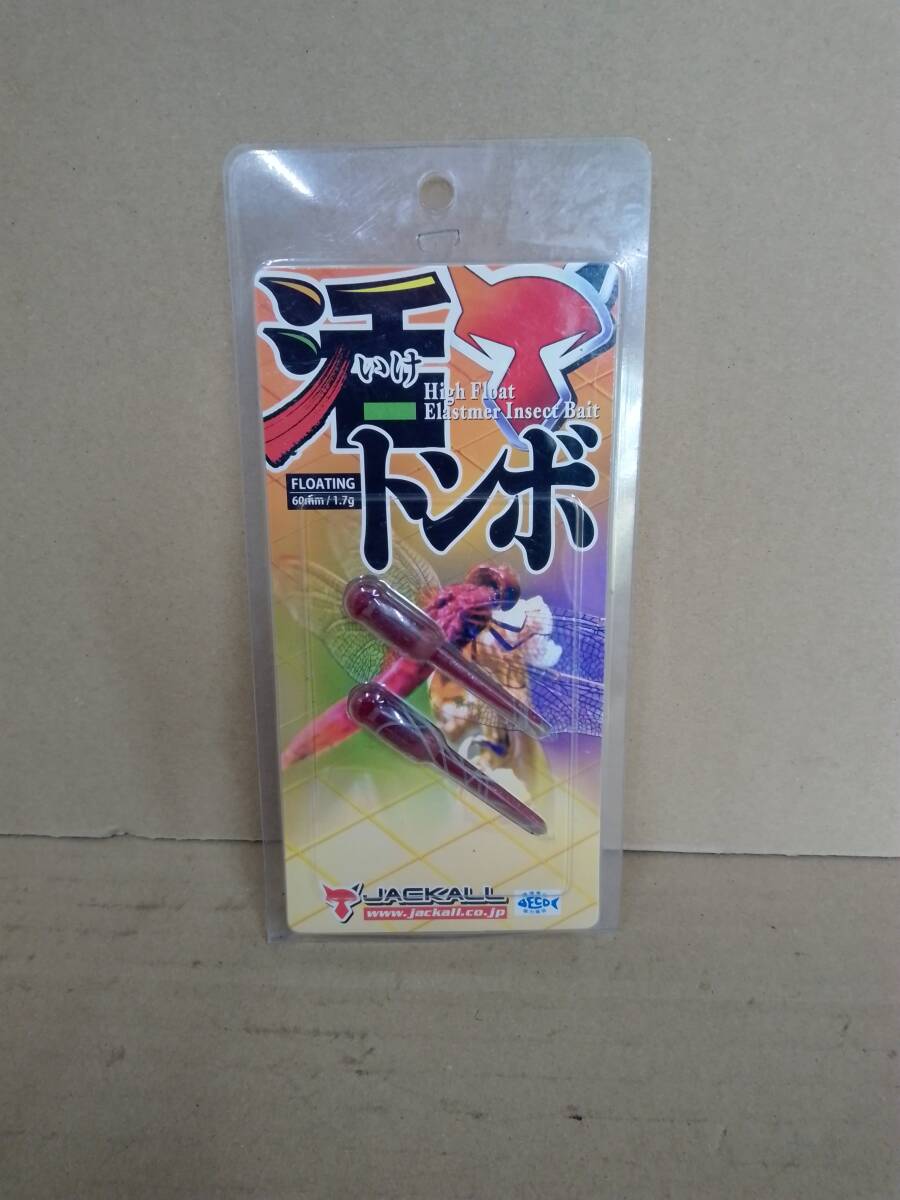 活
いけ
High Float
Elastmer Insect Bait
トンボ
FLOATING
60mm / 1.7g
JACKALL
www.jackall.co.jp
ECO